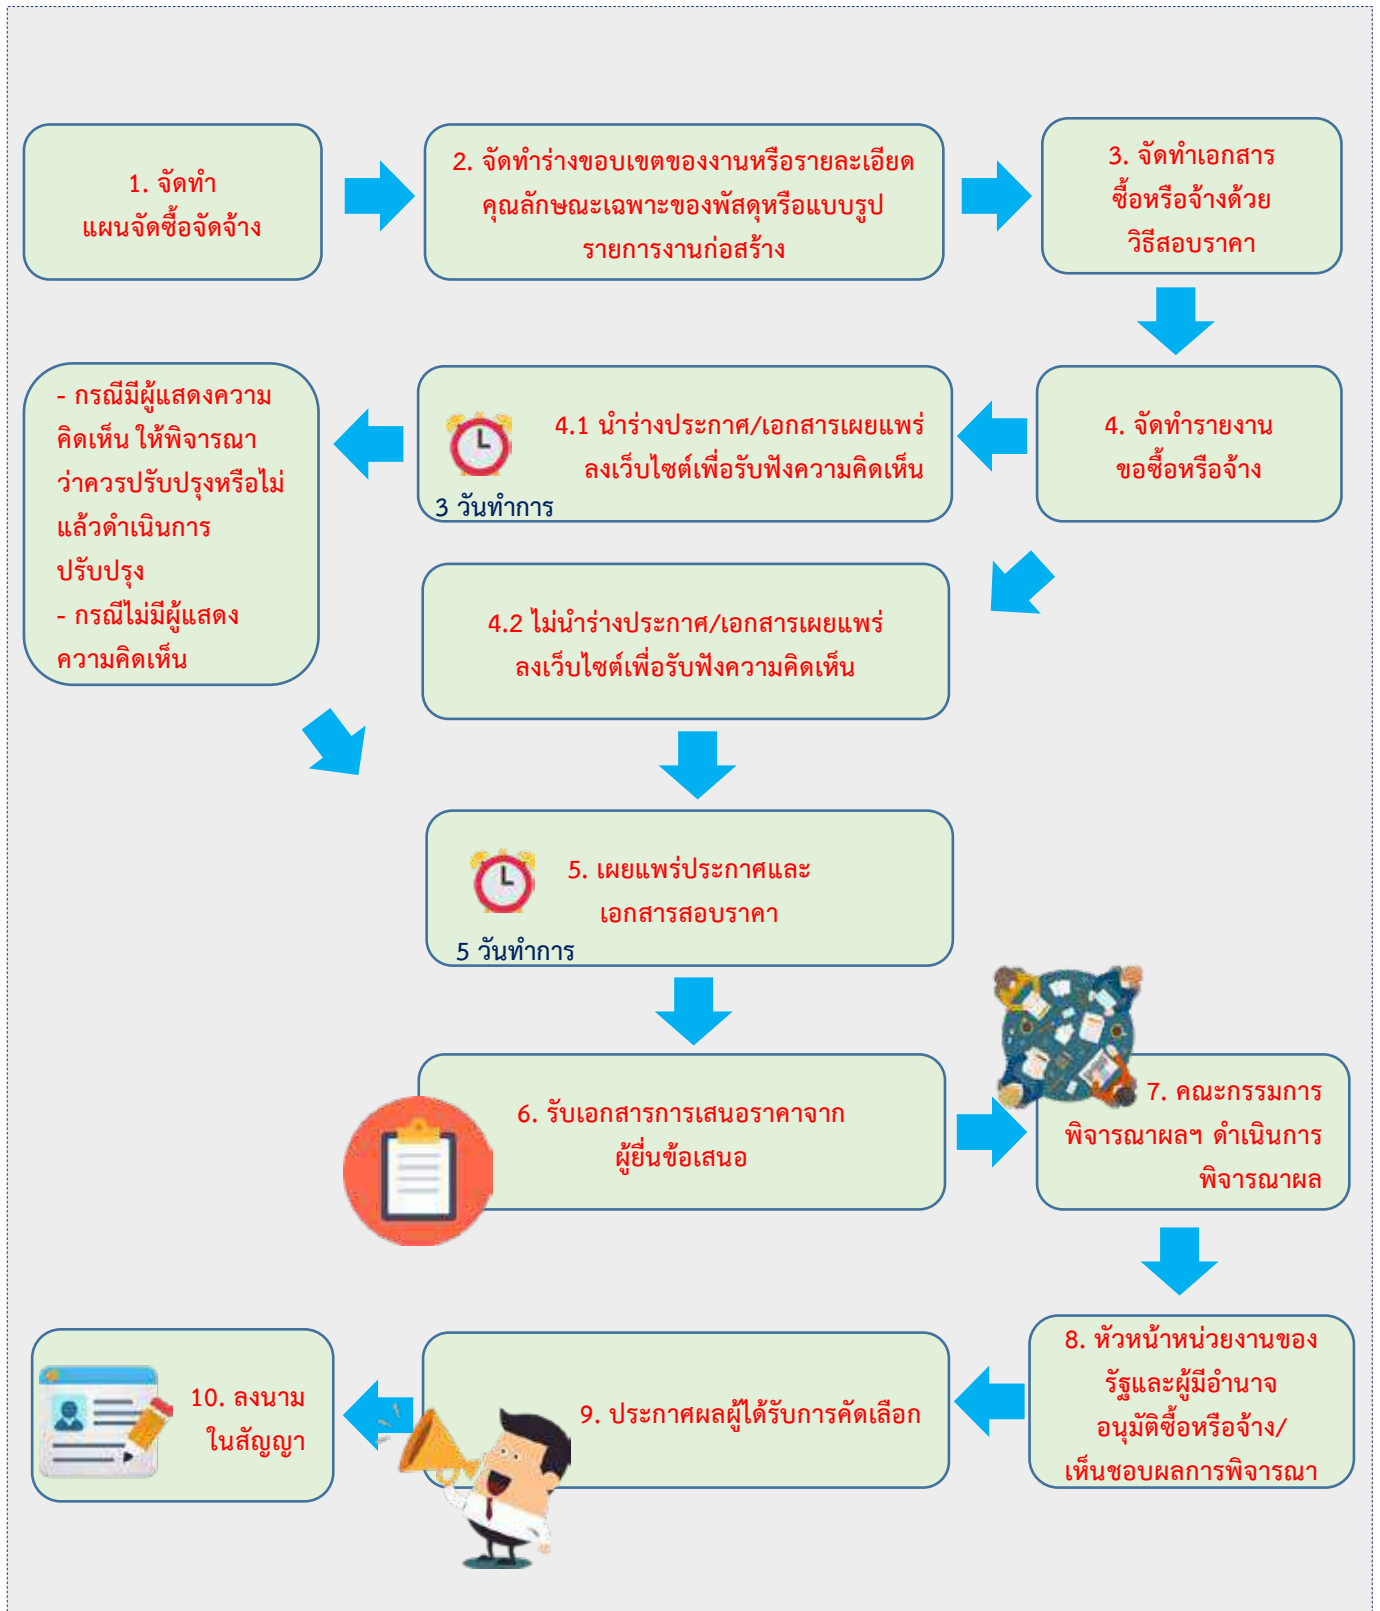 1. จัดทำ
แผนจัดซื้อจัดจ้าง
2. จัดทำร่างขอบเขตของงานหรือรายละเอียด
คุณลักษณะเฉพาะของพัสดุหรือแบบรูป
รายการงานก่อสร้าง
3. จัดทำเอกสาร
ซื้อหรือจ้างด้วย
วิธีสอบราคา
4. จัดทำรายงาน
ขอซื้อหรือจ้าง
4.1 นำร่างประกาศ/เอกสารเผยแพร่
ลงเว็บไซต์เพื่อรับฟังความคิดเห็น
3 วันทำการ
- กรณีมีผู้แสดงความ
คิดเห็น ให้พิจารณา
ว่าควรปรับปรุงหรือไม่
แล้วดำเนินการ
ปรับปรุง
- กรณีไม่มีผู้แสดง
ความคิดเห็น
4.2 ไม่นำร่างประกาศ/เอกสารเผยแพร่
ลงเว็บไซต์เพื่อรับฟังความคิดเห็น
5. เผยแพร่ประกาศและ
เอกสารสอบราคา
5 วันทำการ
6. รับเอกสารการเสนอราคาจาก
ผู้ยื่นข้อเสนอ
7. คณะกรรมการ
พิจารณาผลฯ ดำเนินการ
พิจารณาผล
8. หัวหน้าหน่วยงานของ
รัฐและผู้มีอำนาจ
อนุมัติซื้อหรือจ้าง/
เห็นชอบผลการพิจารณา
9. ประกาศผลผู้ได้รับการคัดเลือก
10. ลงนาม
ในสัญญา